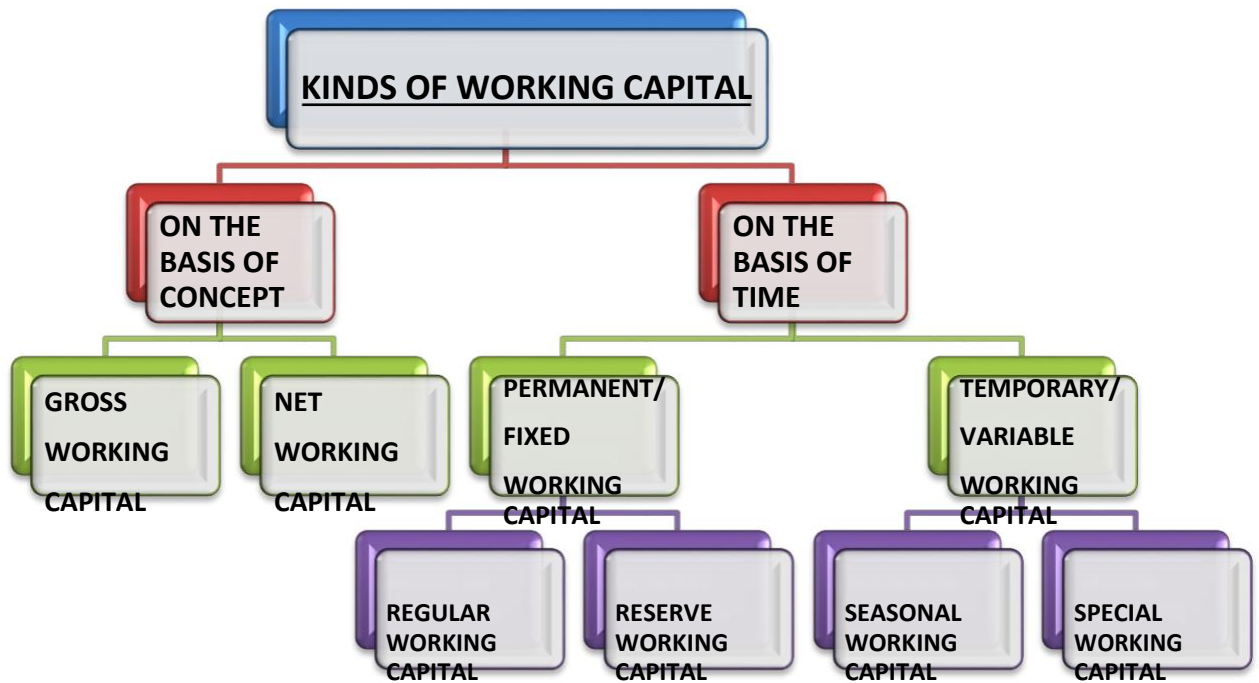 KINDS OF WORKING CAPITAL
ON THE
BASIS OF
CONCEPT
ON THE
BASIS OF
TIME
GROSS
WORKING
CAPITAL
NET
WORKING
CAPITAL
PERMANENT/
FIXED
WORKING
CAPITAL
TEMPORARY/
VARIABLE
WORKING
CAPITAL
REGULAR
WORKING
CAPITAL
RESERVE
WORKING
CAPITAL
SEASONAL
WORKING
CAPITAL
SPECIAL
WORKING
CAPITAL